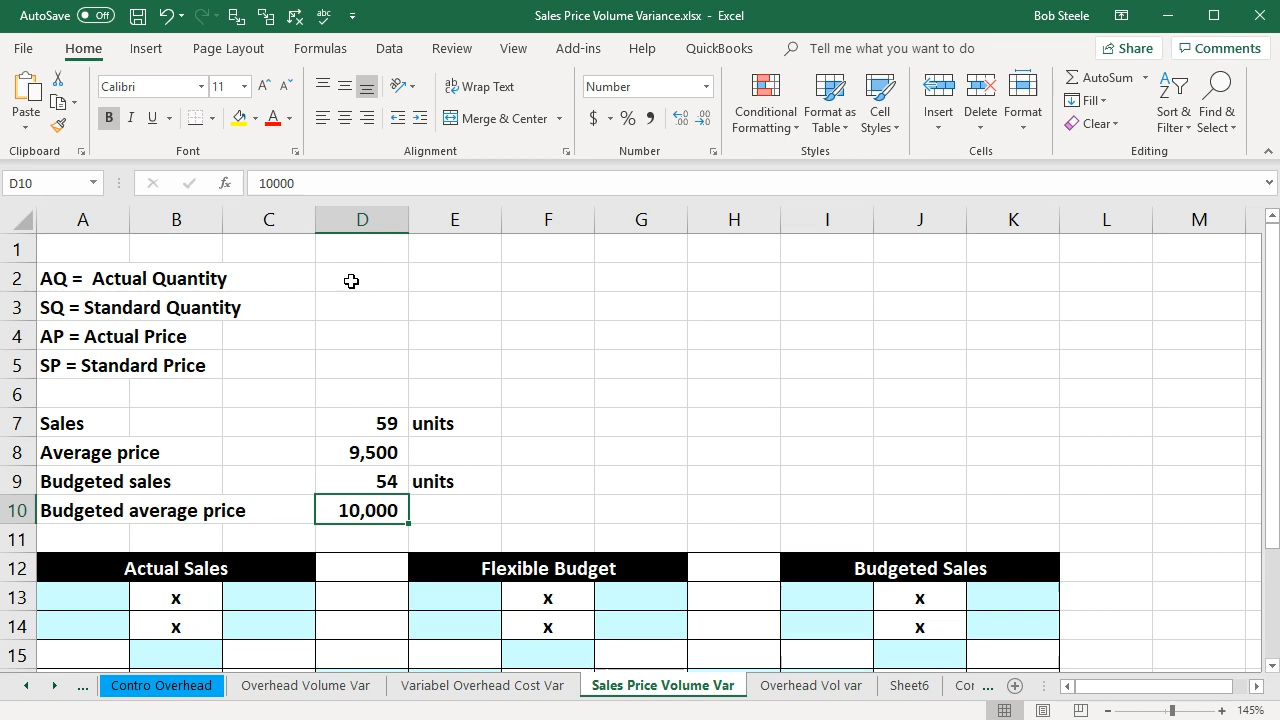 AutoSave Off Sales Price Volume Variance.xlsx - Excel Bob Steele
File Home Insert Page Layout Formulas Data Review View Add-ins Help QuickBooks Tell me what you want to do Share Comments
Paste Calibri 11 A A ab Wrap Text Number Conditional Formatting Format as Table Cell Styles Insert Delete Format AutoSum Fill Clear Sort & Filter Find & Select
B I U A Merge & Center $ % ,
Clipboard Font Alignment Number Styles Cells Editing
D10 fx 10000
A B C D E F G H I J K L M
1
2 AQ = Actual Quantity
3 SQ = Standard Quantity
4 AP = Actual Price
5 SP = Standard Price
6
7 Sales 59 units
8 Average price 9,500
9 Budgeted sales 54 units
10 Budgeted average price 10,000
11
12 Actual Sales Flexible Budget Budgeted Sales
13 x x x
14 x x x
15
... Contro Overhead Overhead Volume Var Variabel Overhead Cost Var Sales Price Volume Var Overhead Vol var Sheet6 Cor ...
145%